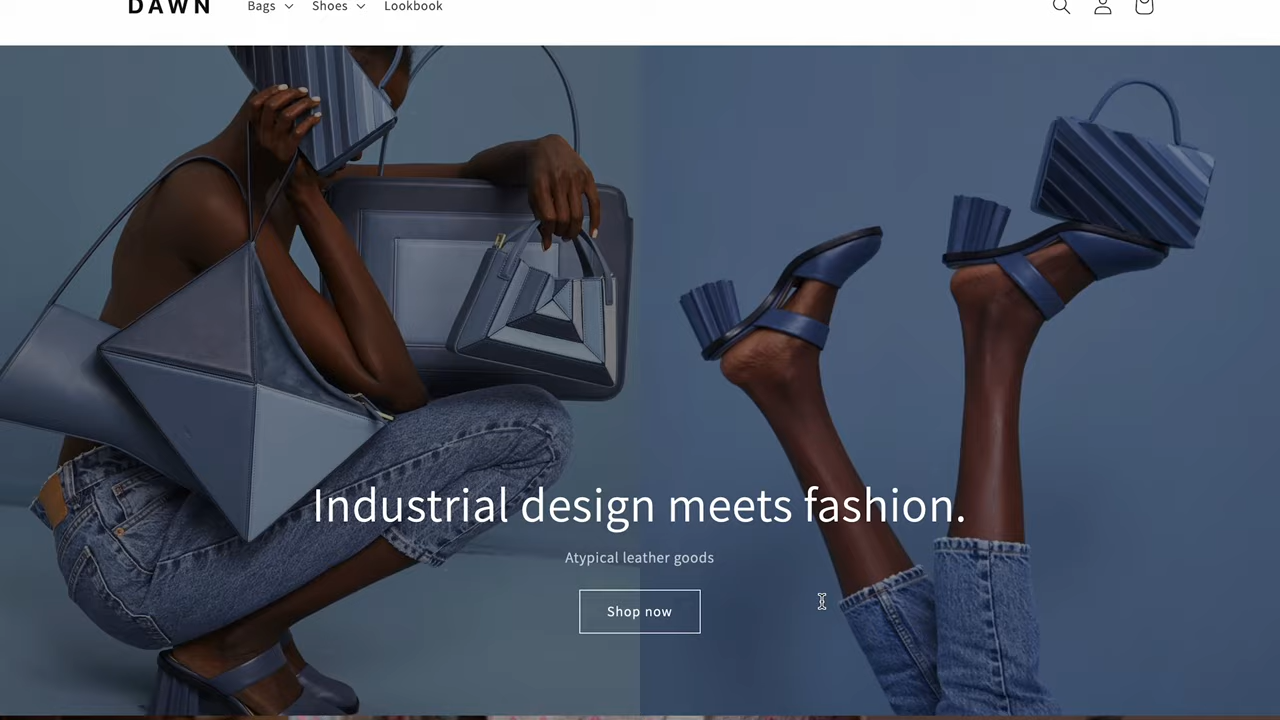 DAWN Bags Shoes Lookbook
Industrial design meets fashion.
Atypical leather goods
Shop now